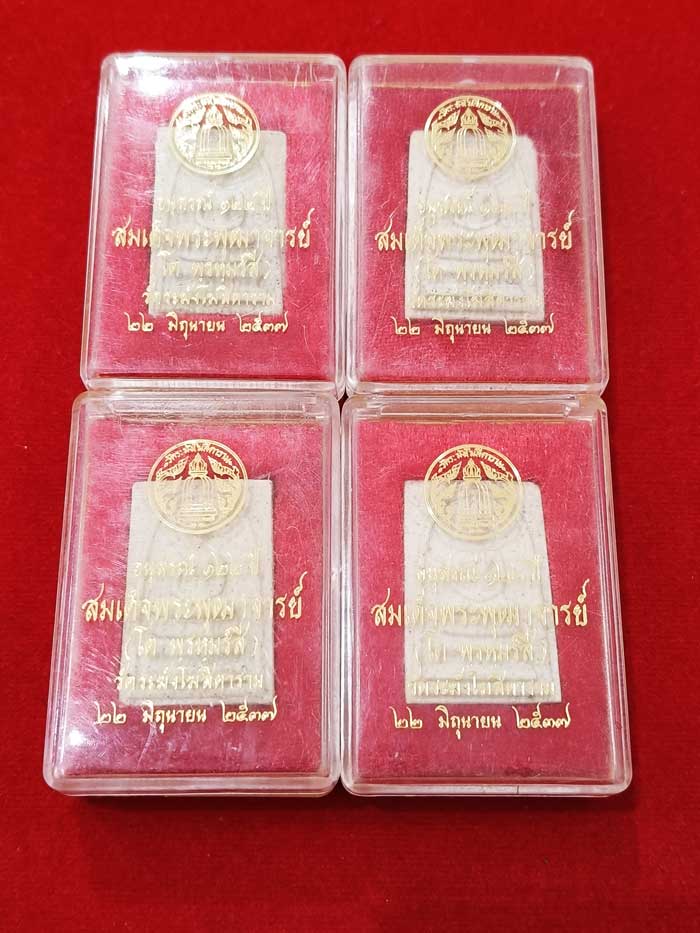 อนุสรณ์ ๑๒๒ ปี
สมเด็จพระพุฒาจารย์
(โต พรหมรังสี)
วัดระฆังโฆสิตาราม
๒๒ มิถุนายน ๒๕๓๗
อนุสรณ์ ๑๒๒ ปี
สมเด็จพระพุฒาจารย์
(โต พรหมรังสี)
วัดระฆังโฆสิตาราม
๒๒ มิถุนายน ๒๕๓๗
อนุสรณ์ ๑๒๒ ปี
สมเด็จพระพุฒาจารย์
(โต พรหมรังสี)
วัดระฆังโฆสิตาราม
๒๒ มิถุนายน ๒๕๓๗
อนุสรณ์ ๑๒๒ ปี
สมเด็จพระพุฒาจารย์
(โต พรหมรังสี)
วัดระฆังโฆสิตาราม
๒๒ มิถุนายน ๒๕๓๗